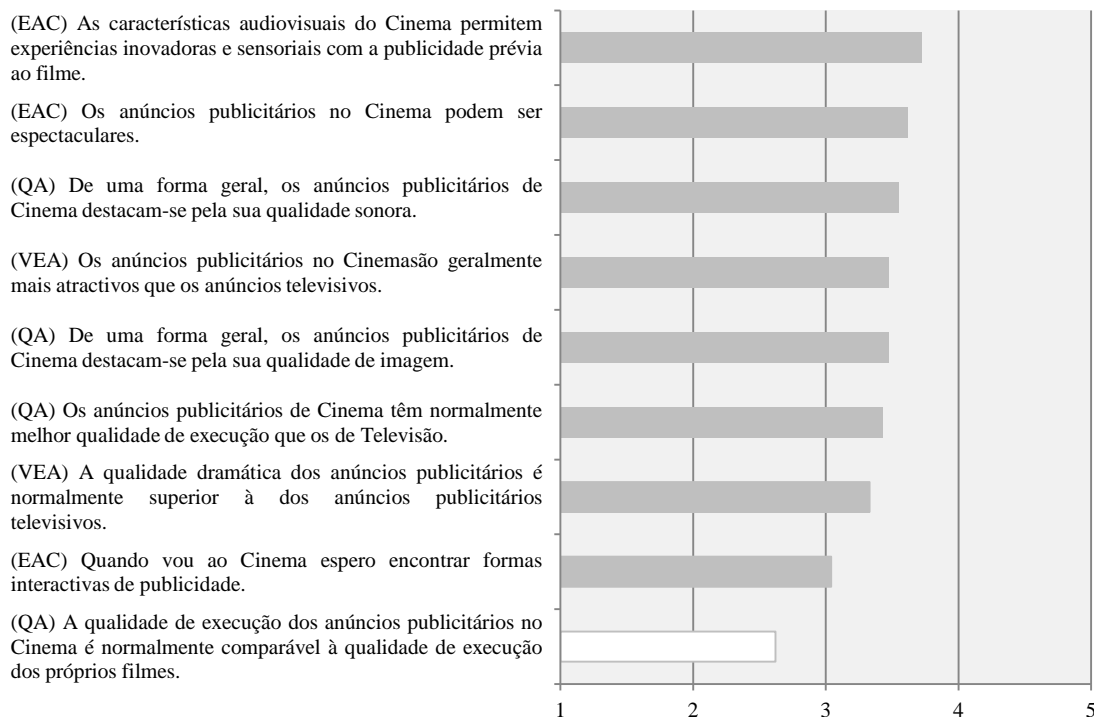 (EAC) As características audiovisuais do Cinema permitem
experiências inovadoras e sensoriais com a publicidade prévia
ao filme.
(EAC) Os anúncios publicitários no Cinema podem ser
espectaculares.
(QA) De uma forma geral, os anúncios publicitários de
Cinema destacam-se pela sua qualidade sonora.
(VEA) Os anúncios publicitários no Cinemasão geralmente
mais atractivos que os anúncios televisivos.
(QA) De uma forma geral, os anúncios publicitários de
Cinema destacam-se pela sua qualidade de imagem.
(QA) Os anúncios publicitários de Cinema têm normalmente
melhor qualidade de execução que os de Televisão.
(VEA) A qualidade dramática dos anúncios publicitários é
normalmente superior à dos anúncios publicitários
televisivos.
(EAC) Quando vou ao Cinema espero encontrar formas
interactivas de publicidade.
(QA) A qualidade de execução dos anúncios publicitários no
Cinema é normalmente comparável à qualidade de execução
dos próprios filmes.
1 2 3 4 5